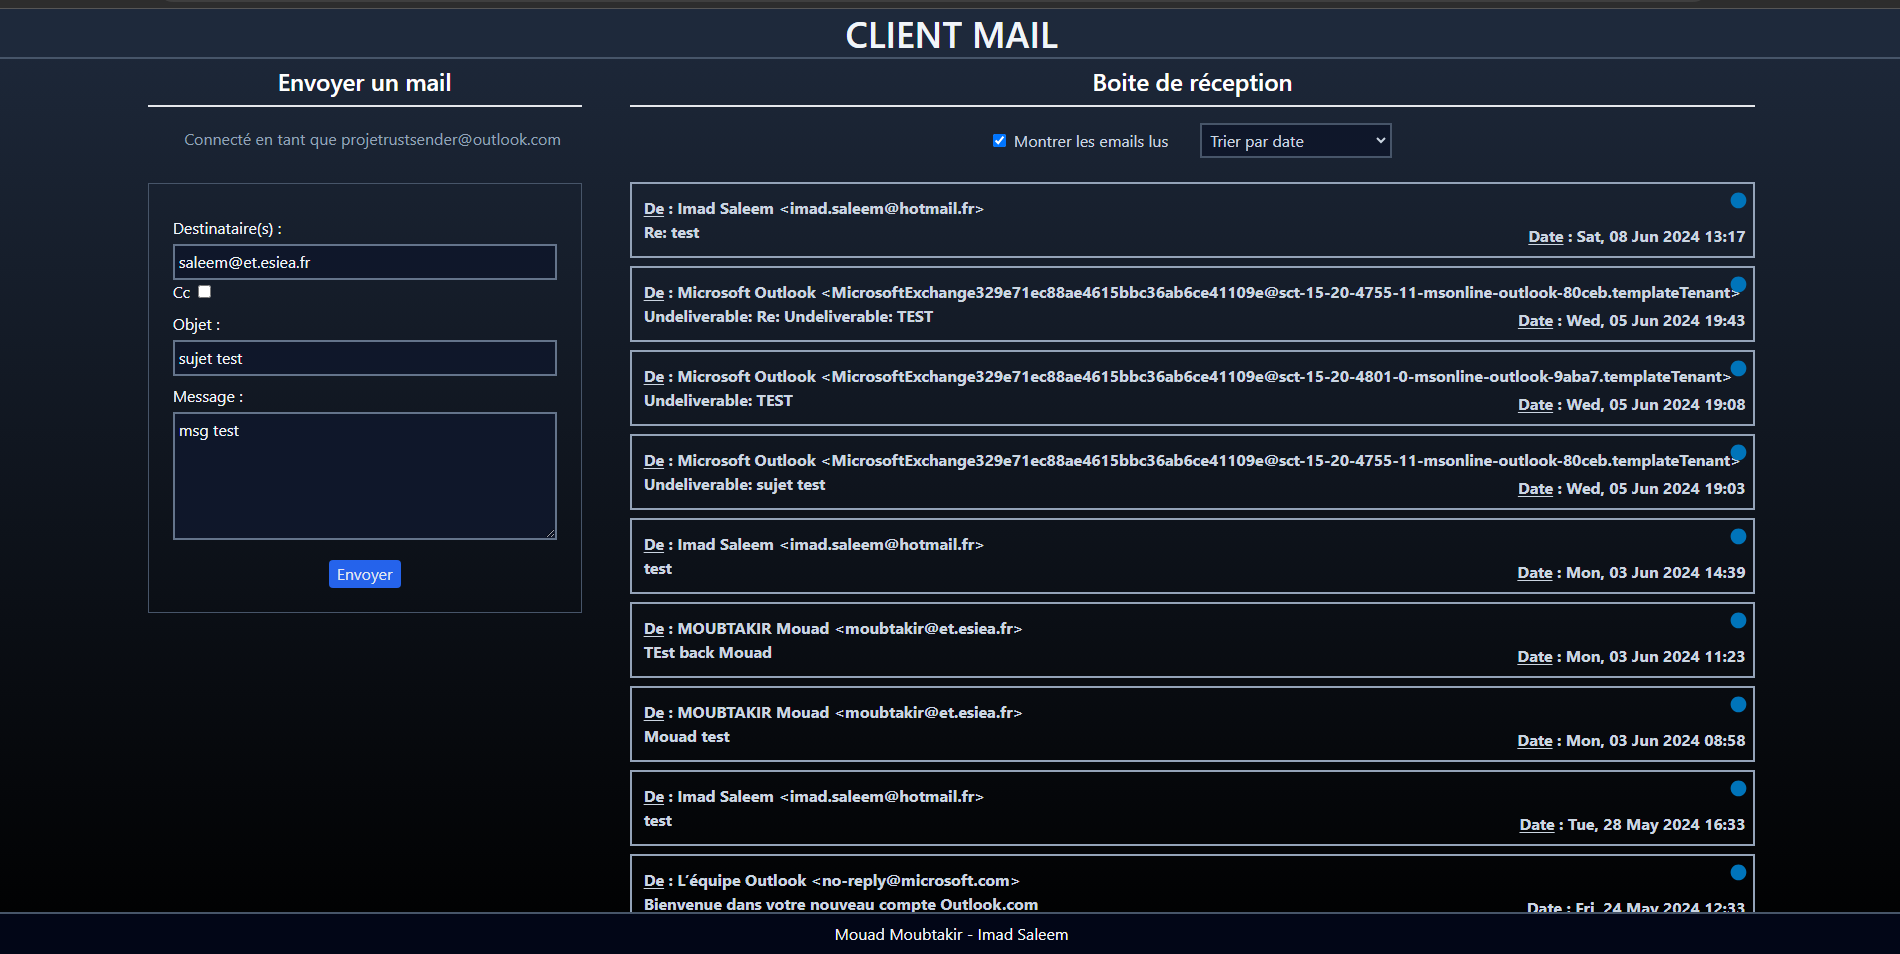 CLIENT MAIL
Envoyer un mail
Connecté en tant que projetrustsender@outlook.com
Destinataire(s) :
saleem@et.esiea.fr
Cc
Objet :
sujet test
Message :
msg test
Envoyer
Boite de réception
Montrer les emails lus
Trier par date
De : Imad Saleem <imad.saleem@hotmail.fr>
Re: test
Date : Sat, 08 Jun 2024 13:17
De : Microsoft Outlook <MicrosoftExchange329e71ec88ae4615bbc36ab6ce41109e@sct-15-20-4755-11-msonline-outlook-80ceb.templateTenant>
Undeliverable: Re: Undeliverable: TEST
Date : Wed, 05 Jun 2024 19:43
De : Microsoft Outlook <MicrosoftExchange329e71ec88ae4615bbc36ab6ce41109e@sct-15-20-4801-0-msonline-outlook-9aba7.templateTenant>
Undeliverable: TEST
Date : Wed, 05 Jun 2024 19:08
De : Microsoft Outlook <MicrosoftExchange329e71ec88ae4615bbc36ab6ce41109e@sct-15-20-4755-11-msonline-outlook-80ceb.templateTenant>
Undeliverable: sujet test
Date : Wed, 05 Jun 2024 19:03
De : Imad Saleem <imad.saleem@hotmail.fr>
test
Date : Mon, 03 Jun 2024 14:39
De : MOUBTAKIR Mouad <moubtakir@et.esiea.fr>
TEst back Mouad
Date : Mon, 03 Jun 2024 11:23
De : MOUBTAKIR Mouad <moubtakir@et.esiea.fr>
Mouad test
Date : Mon, 03 Jun 2024 08:58
De : Imad Saleem <imad.saleem@hotmail.fr>
test
Date : Tue, 28 May 2024 16:33
De : L'équipe Outlook <no-reply@microsoft.com>
Bienvenue dans votre nouveau compte Outlook.com
Date : Fri, 24 May 2024 12:33
Mouad Moubtakir - Imad Saleem